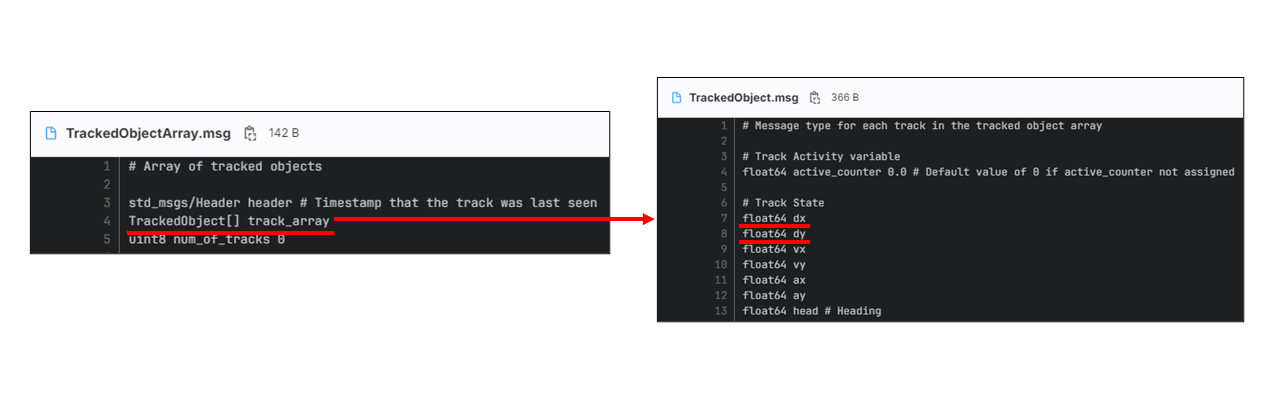 TrackedObjectArray.msg 142 B
1 # Array of tracked objects
2
3 std_msgs/Header header # Timestamp that the track was last seen
4 TrackedObject[] track_array
5 uint8 num_of_tracks 0
TrackedObject.msg 366 B
1 # Message type for each track in the tracked object array
2
3 # Track Activity variable
4 float64 active_counter 0.0 # Default value of 0 if active_counter not assigned
5
6 # Track State
7 float64 dx
8 float64 dy
9 float64 vx
10 float64 vy
11 float64 ax
12 float64 ay
13 float64 head # Heading